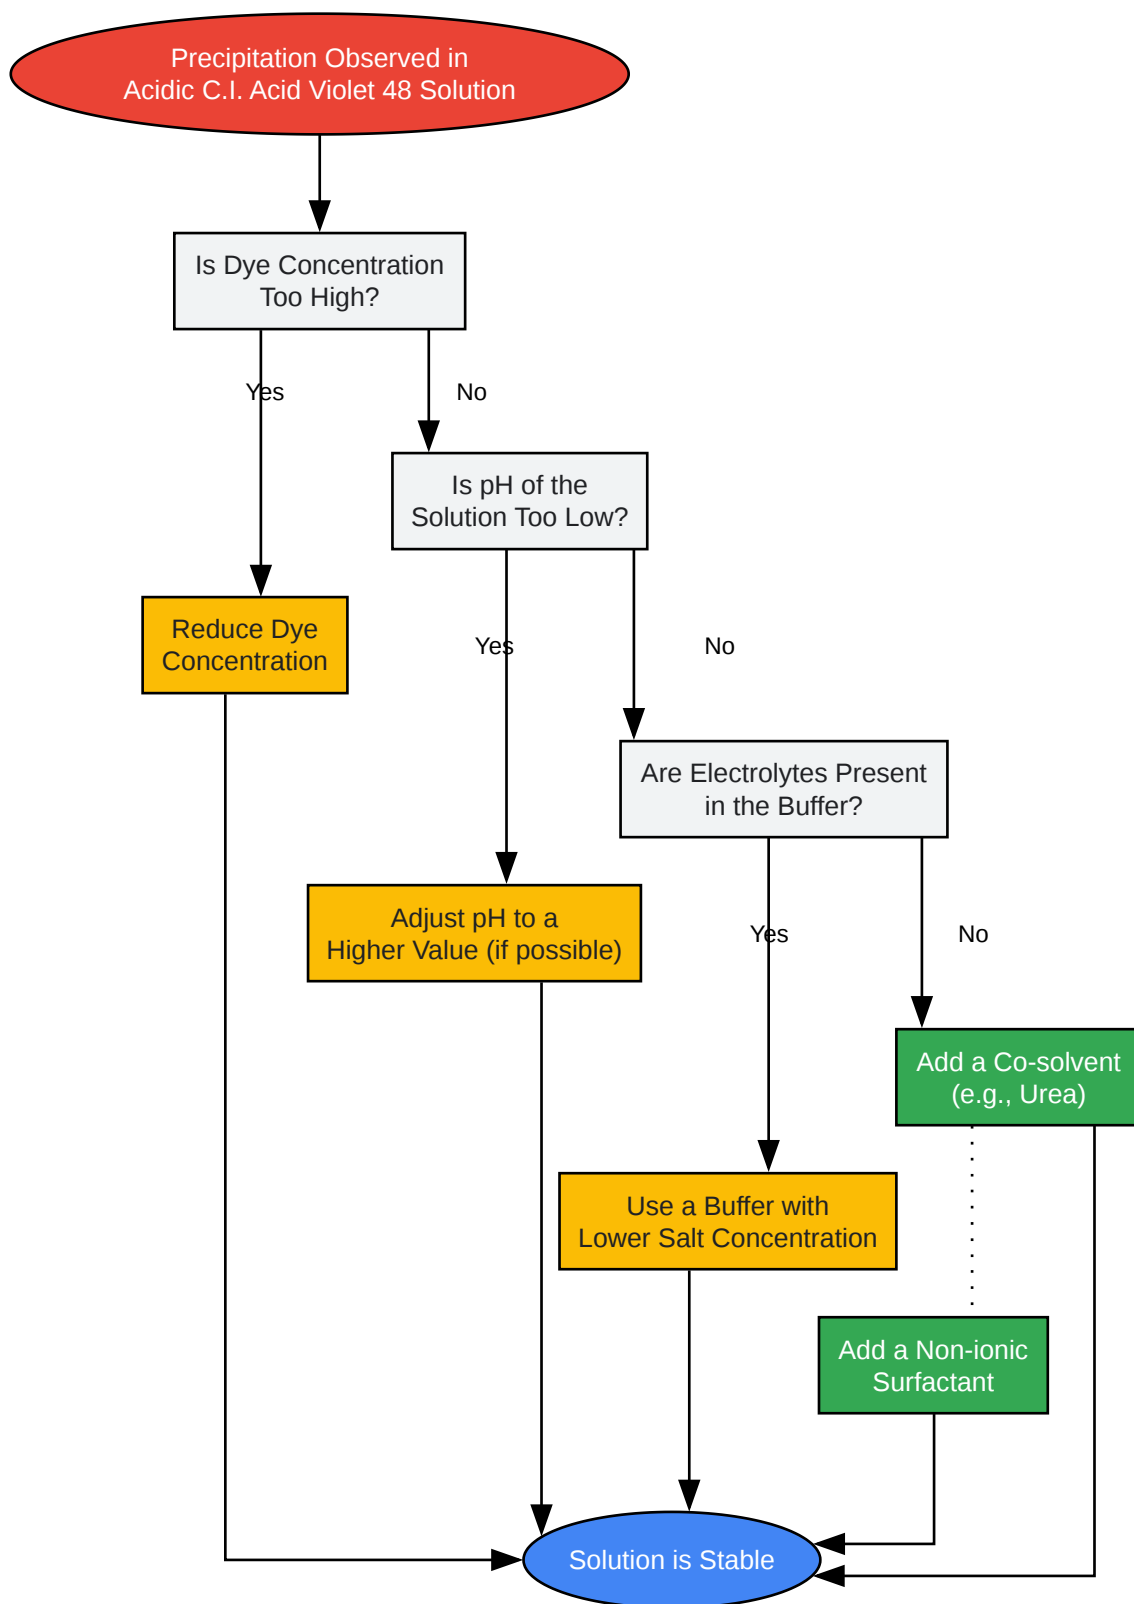 Precipitation Observed in
Acidic C.I. Acid Violet 48 Solution
Is Dye Concentration
Too High?
Yes
No
Is pH of the
Solution Too Low?
Reduce Dye
Concentration
Yes
No
Are Electrolytes Present
in the Buffer?
Adjust pH to a
Higher Value (if possible)
Yes
No
Add a Co-solvent
(e.g., Urea)
Use a Buffer with
Lower Salt Concentration
Add a Non-ionic
Surfactant
Solution is Stable